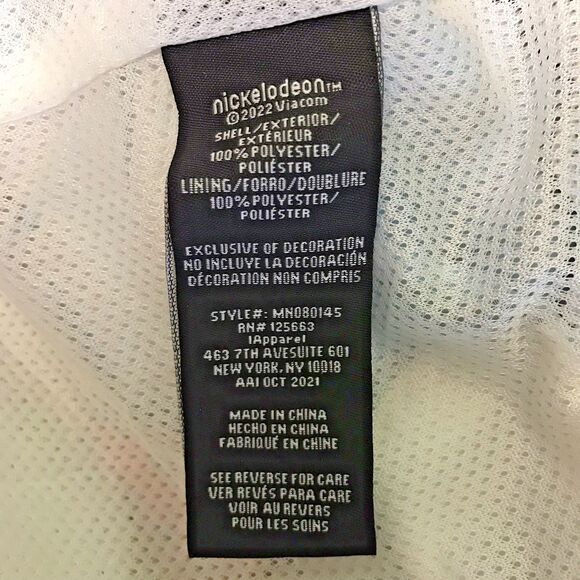 nickelodeon™
©2022 Viacom
SHELL/EXTERIOR/
EXTÉRIEUR
100% POLYESTER/
POLIÉSTER
LINING/FORRO/DOUBLURE
100% POLYESTER/
POLIÉSTER
EXCLUSIVE OF DECORATION
NO INCLUYE LA DECORACIÓN
DÉCORATION NON COMPRIS
STYLE#: MN080145
RN# 125663
1Apparel
463 7TH AVESUITE 601
NEW YORK, NY 10018
AA1 OCT 2021
MADE IN CHINA
HECHO EN CHINA
FABRIQUÉ EN CHINE
SEE REVERSE FOR CARE
VER REVÉS PARA CARE
VOIR AU REVERS
POUR LES SOINS